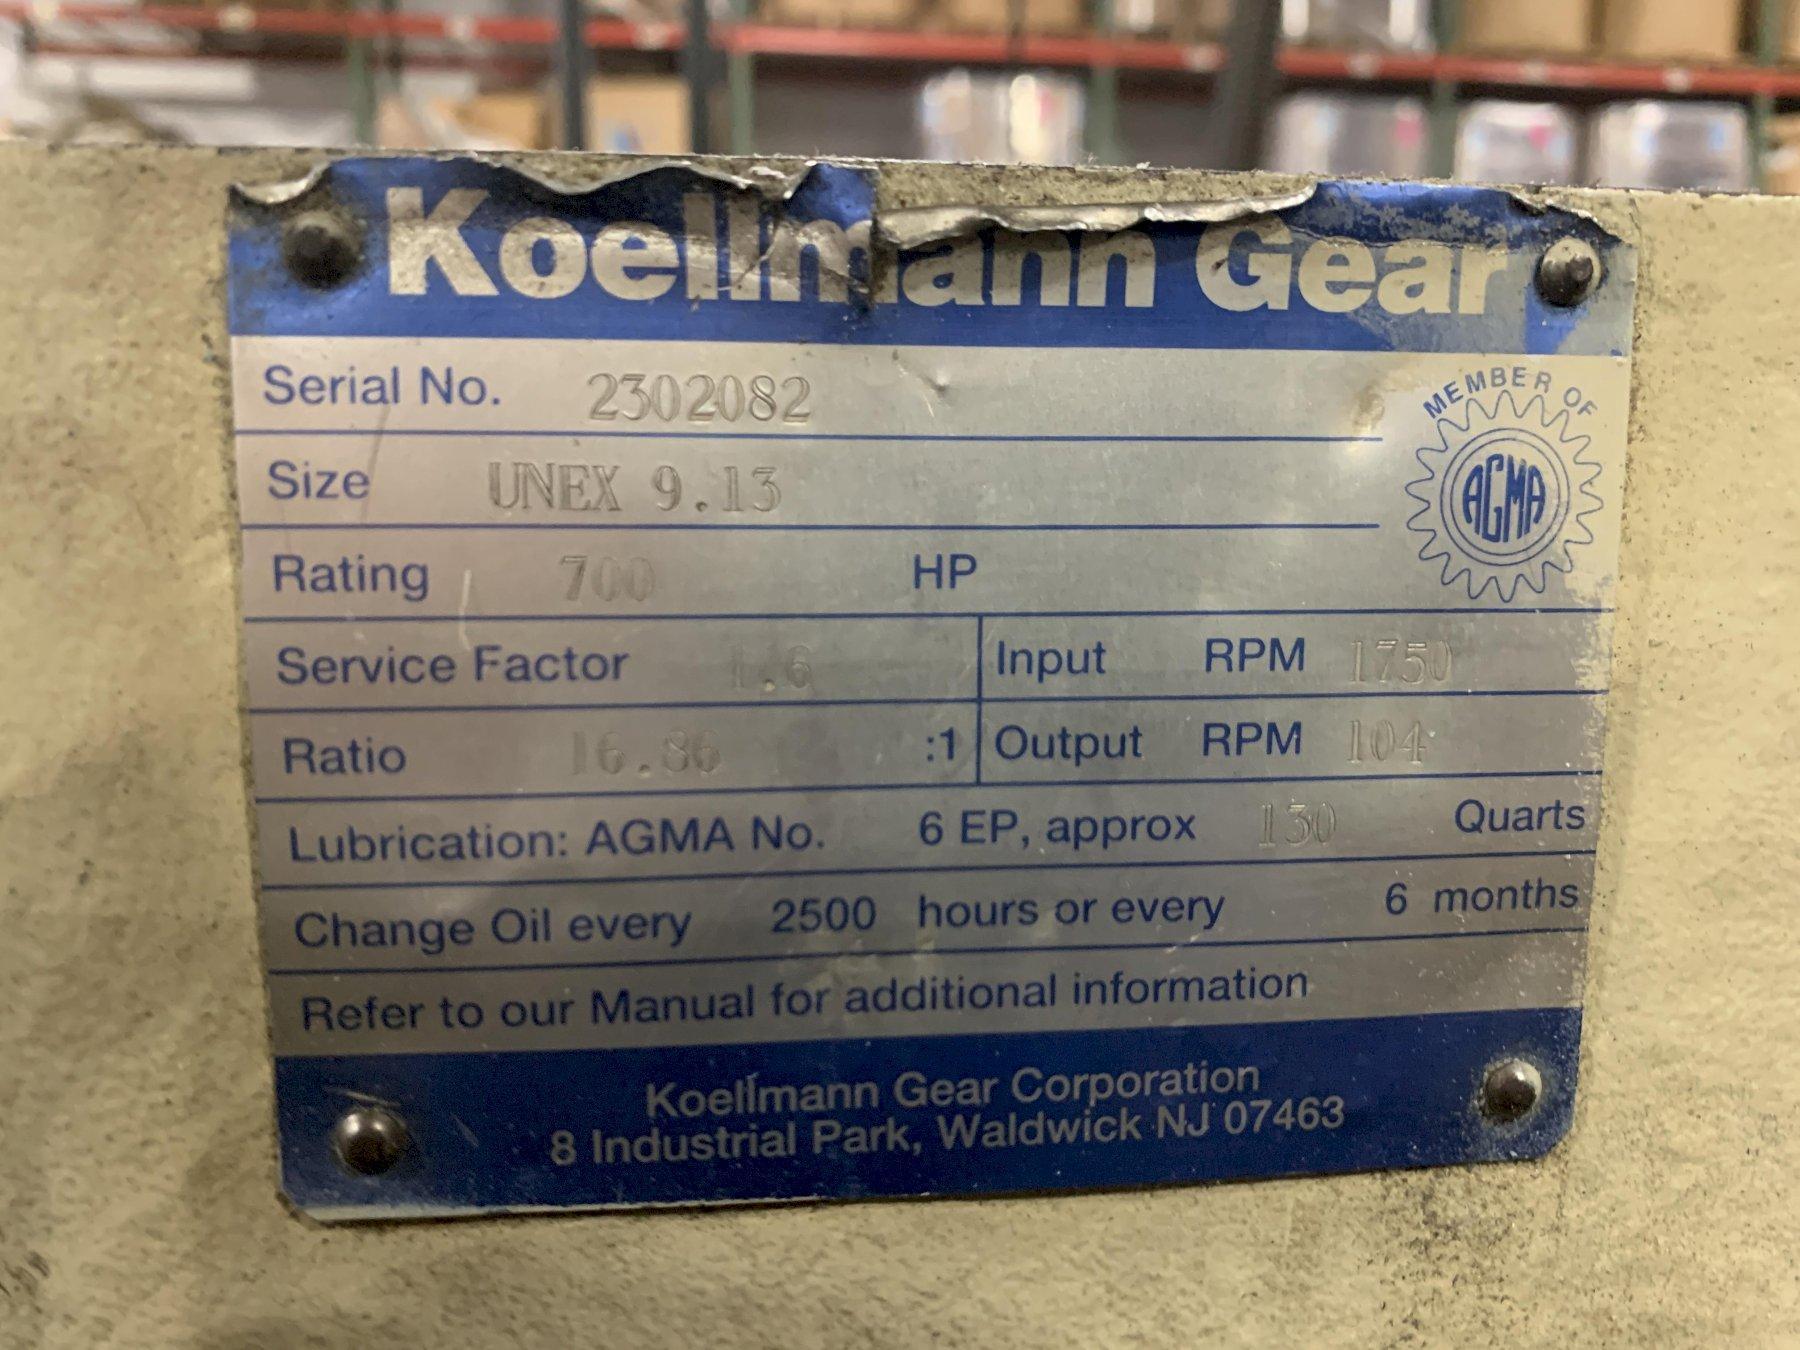 Koellmann Gear
Serial No. 2302082
MEMBER OF
AGMA
Size UNEX 9.13
Rating 700 HP
Service Factor 1.6 Input RPM 1750
Ratio 16.86 :1 Output RPM 104
Lubrication: AGMA No. 6 EP, approx 130 Quarts
Change Oil every 2500 hours or every 6 months
Refer to our Manual for additional information
Koellmann Gear Corporation
8 Industrial Park, Waldwick NJ 07463